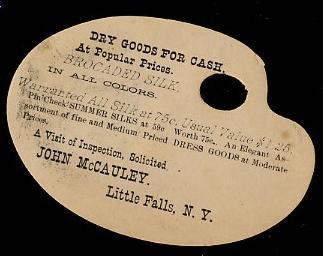 DRY GOODS FOR CASH,
At Popular Prices.
BROCADED SILK,
IN ALL COLORS.
Warranted All Silk at 75c. Usual Value $1 25
Pin Check SUMMER SILKS at 59c Worth 75c. An Elegant As-
sortment of fine and Medium Priced DRESS GOODS at Moderate
Prices.
A Visit of Inspection, Solicited
JOHN McCAULEY.
Little Falls, N. Y.